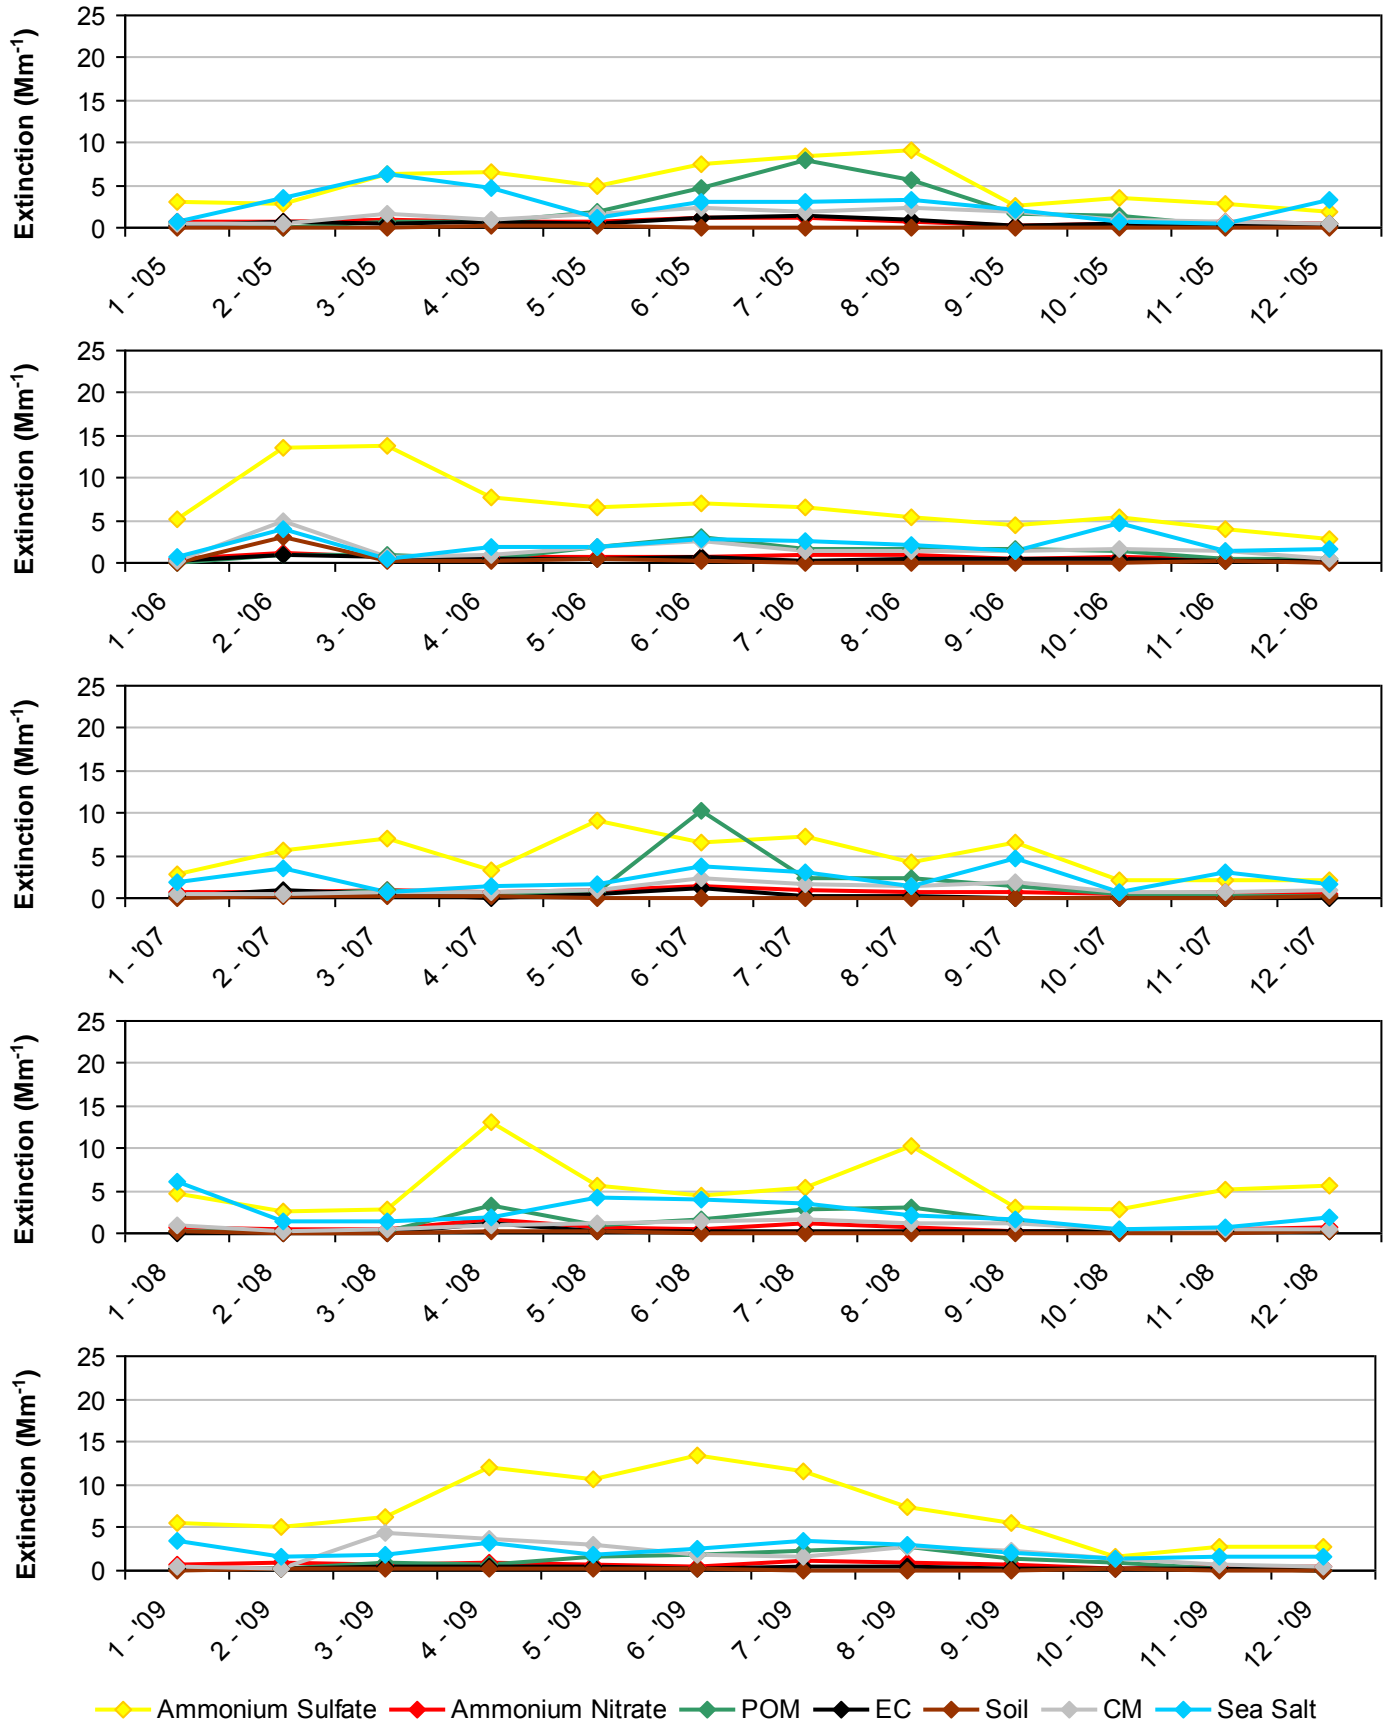 25
20
15
10
5
0
Extinction (Mm-1)
1 - '05 2 - '05 3 - '05 4 - '05 5 - '05 6 - '05 7 - '05 8 - '05 9 - '05 10 - '05 11 - '05 12 - '05
25
20
15
10
5
0
Extinction (Mm-1)
1 - '06 2 - '06 3 - '06 4 - '06 5 - '06 6 - '06 7 - '06 8 - '06 9 - '06 10 - '06 11 - '06 12 - '06
25
20
15
10
5
0
Extinction (Mm-1)
1 - '07 2 - '07 3 - '07 4 - '07 5 - '07 6 - '07 7 - '07 8 - '07 9 - '07 10 - '07 11 - '07 12 - '07
25
20
15
10
5
0
Extinction (Mm-1)
1 - '08 2 - '08 3 - '08 4 - '08 5 - '08 6 - '08 7 - '08 8 - '08 9 - '08 10 - '08 11 - '08 12 - '08
25
20
15
10
5
0
Extinction (Mm-1)
1 - '09 2 - '09 3 - '09 4 - '09 5 - '09 6 - '09 7 - '09 8 - '09 9 - '09 10 - '09 11 - '09 12 - '09
Ammonium Sulfate Ammonium Nitrate POM EC Soil CM Sea Salt